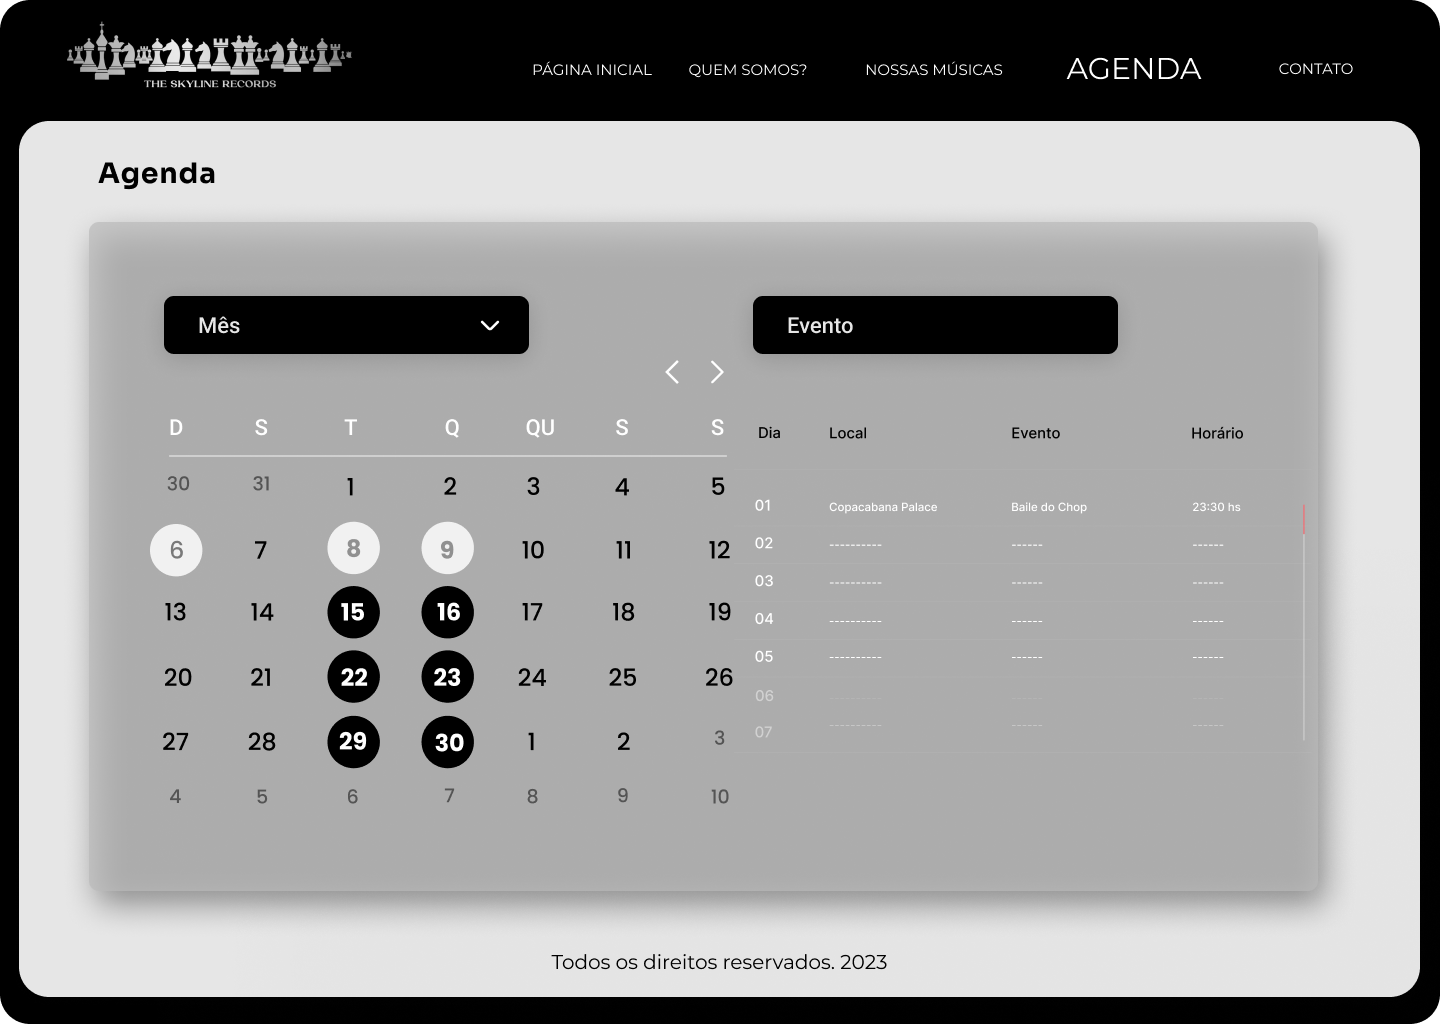 THE SKYLINE RECORDS
PÁGINA INICIAL QUEM SOMOS? NOSSAS MÚSICAS AGENDA CONTATO
Agenda
Mês
Evento
D S T Q QU S S
30 31 1 2 3 4 5
6 7 8 9 10 11 12
13 14 15 16 17 18 19
20 21 22 23 24 25 26
27 28 29 30 1 2 3
4 5 6 7 8 9 10
Dia Local Evento Horário
01 Copacabana Palace Baile do Chop 23:30 hs
02 ---------- ------ ------
03 ---------- ------ ------
04 ---------- ------ ------
05 ---------- ------ ------
06 ---------- ------ ------
07 ---------- ------ ------
Todos os direitos reservados. 2023